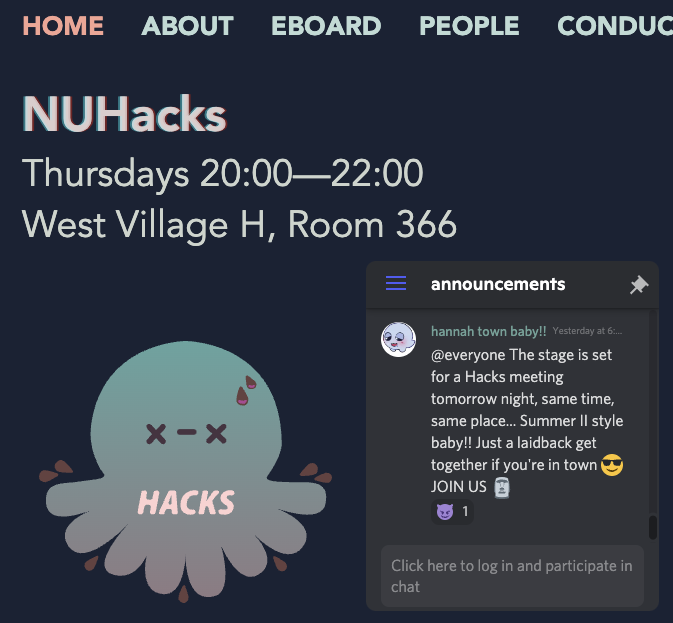 HOME ABOUT EBOARD PEOPLE CONDUC
NUHacks
Thursdays 20:00—22:00
West Village H, Room 366
HACKS
announcements
hannah town baby!! Yesterday at 6:...
@everyone The stage is set
for a Hacks meeting
tomorrow night, same time,
same place... Summer II style
baby!! Just a laidback get
together if you're in town 😎
JOIN US 🗿
😈 1
Click here to log in and participate in
chat